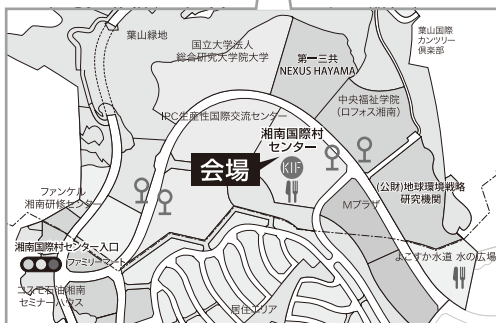 葉山緑地
国立大学法人
総合研究大学院大学
第一三共
NEXUS HAYAMA
葉山国際
カンツリー
倶楽部
中央福祉学院
(ロフォス湘南)
IPC生産性国際交流センター
湘南国際村
センター
会場
KIF
ファンケル
湘南研修センター
(公財)地球環境戦略
研究機関
Mプラザ
湘南国際村センター入口
ファミリーマート
よこすか水道 水の広場
コスモ石油湘南
セミナーハウス
居住エリア